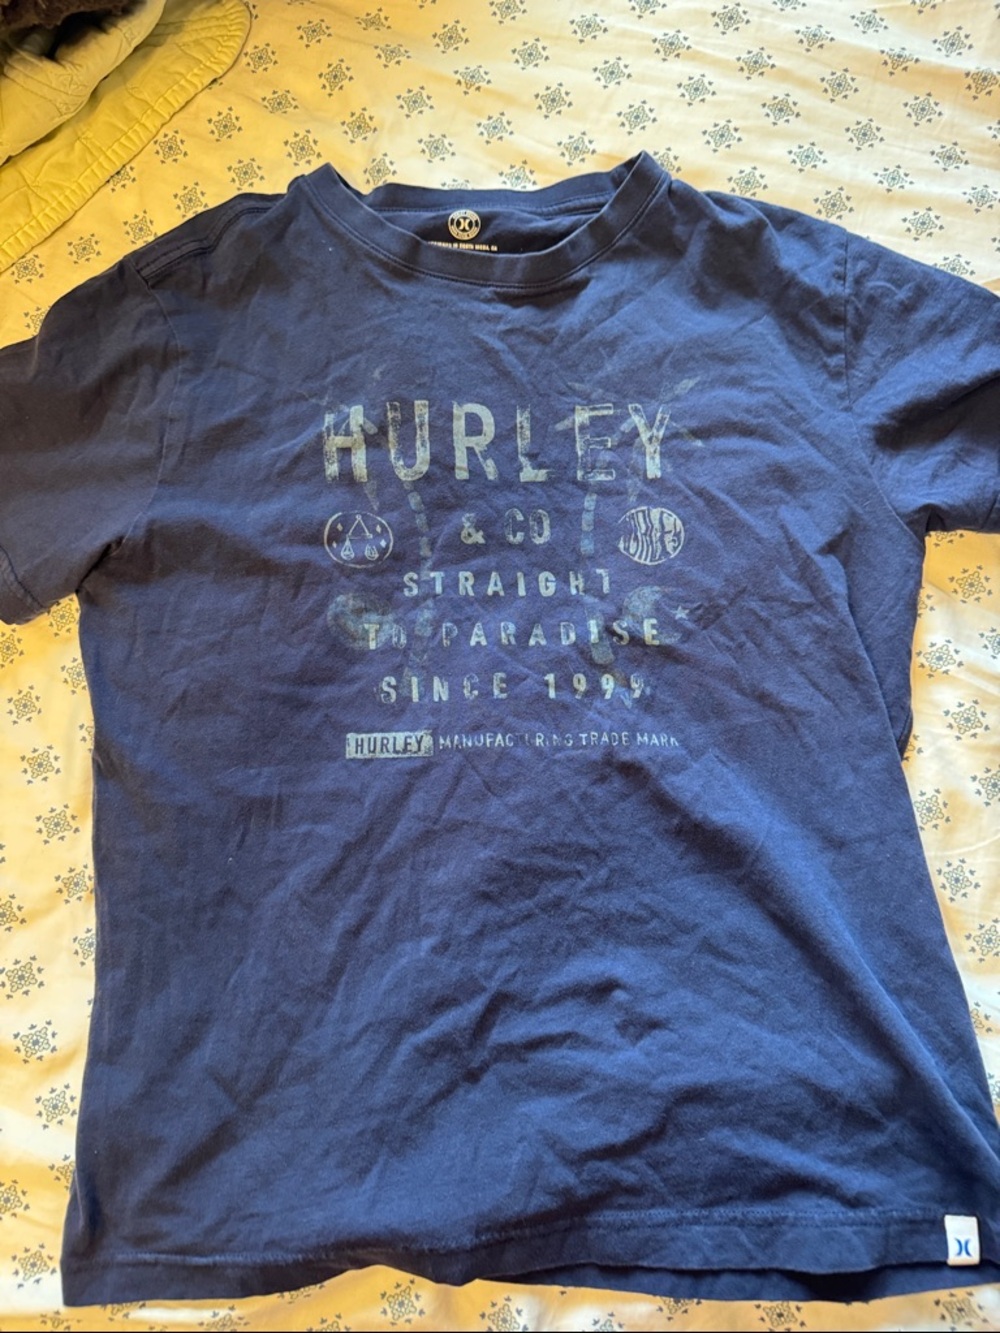 HURLEY
& CO
STRAIGHT
TO PARADISE
SINCE 1999
HURLEY MANUFACTURING TRADE MARK